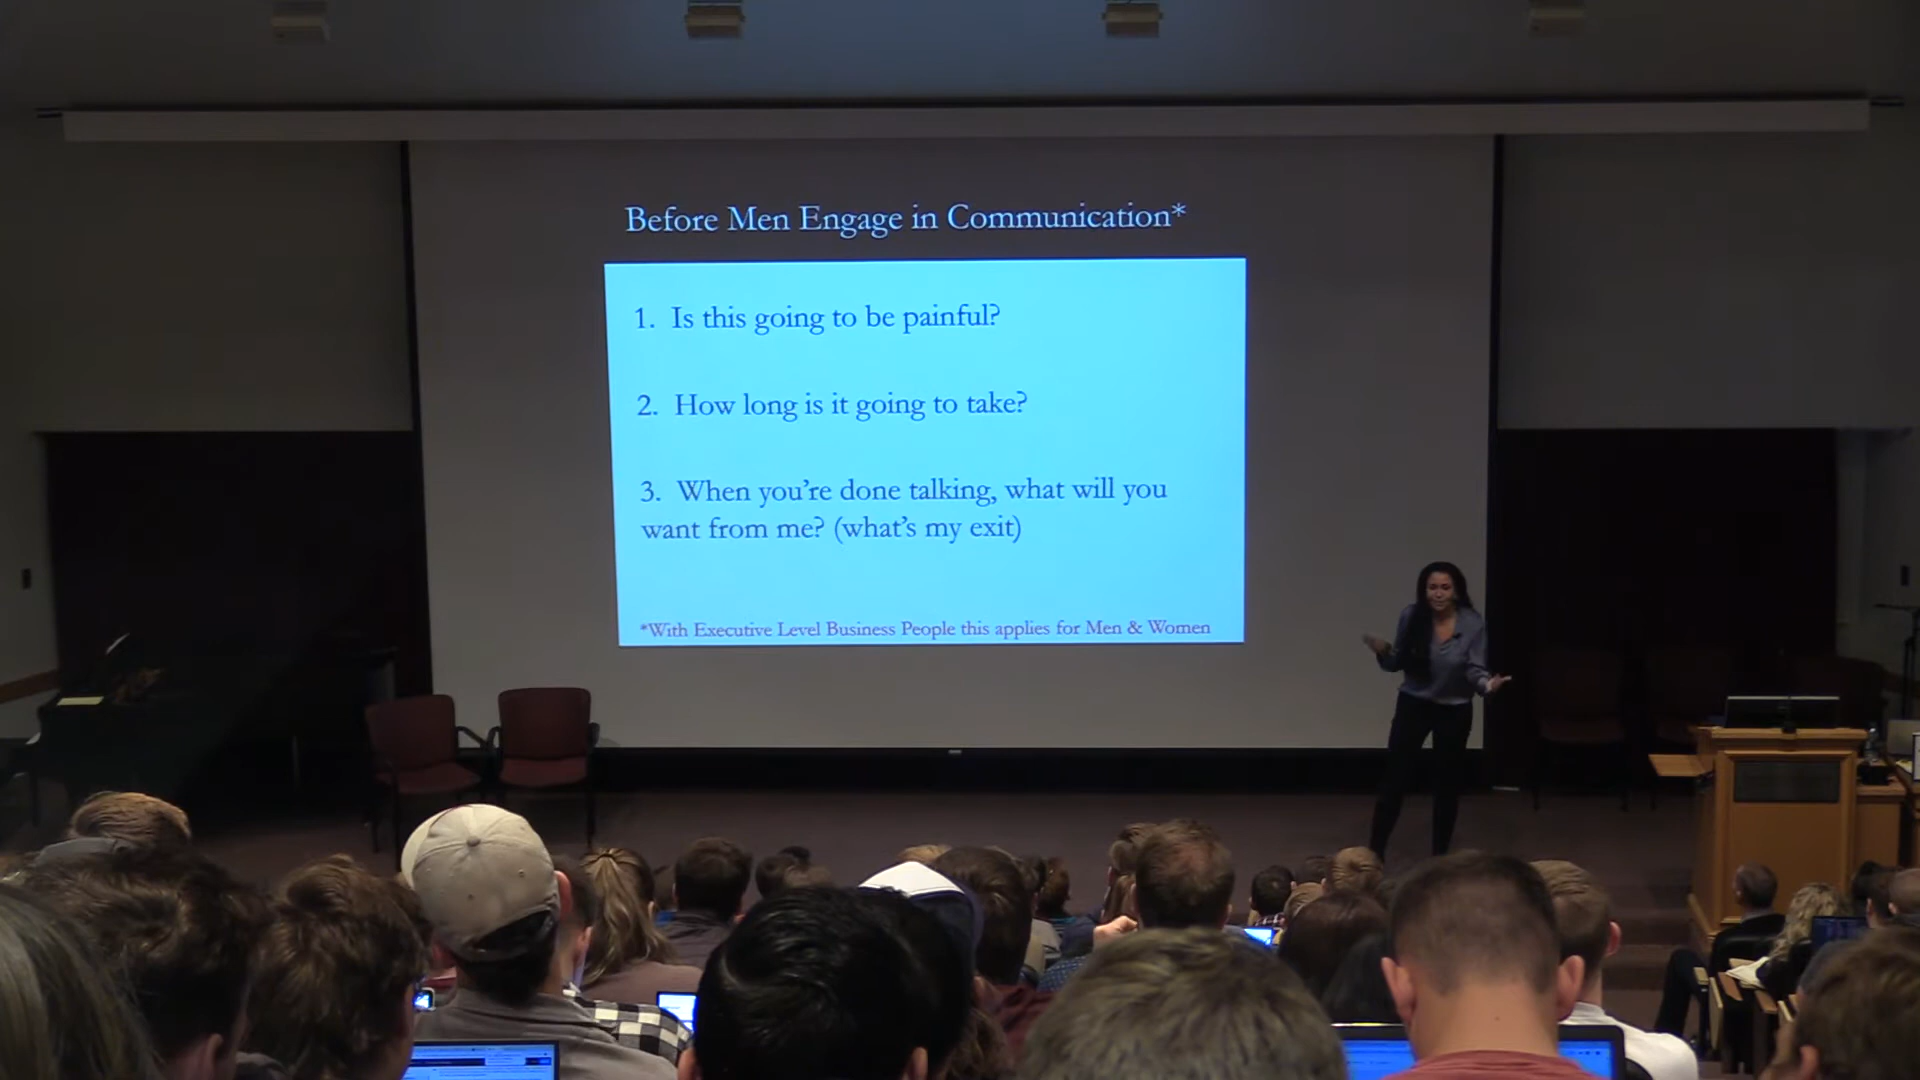 Before Men Engage in Communication*
1. Is this going to be painful?
2. How long is it going to take?
3. When you're done talking, what will you
want from me? (what's my exit)
*With Executive Level Business People this applies for Men & Women